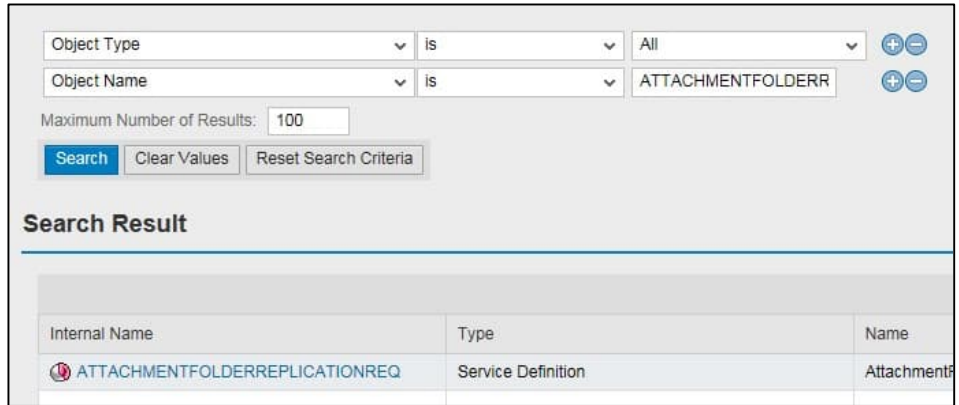 Object Type is All
Object Name is ATTACHMENTFOLDERR
Maximum Number of Results: 100
Search Clear Values Reset Search Criteria
Search Result
Internal Name Type Name
ATTACHMENTFOLDERREPLICATIONREQ Service Definition AttachmentF